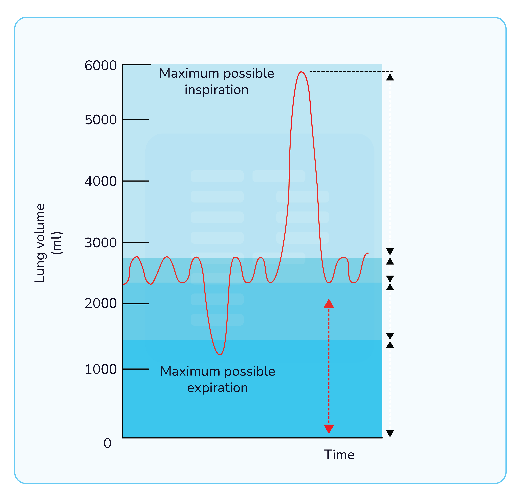 6000
Maximum possible
inspiration
5000
4000
3000
Lung volume
(ml)
2000
1000
Maximum possible
expiration
0
Time